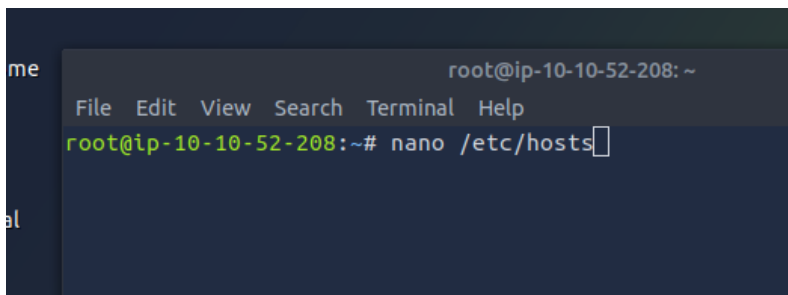 me
root@ip-10-10-52-208: ~
File Edit View Search Terminal Help
root@ip-10-10-52-208:~# nano /etc/hosts
al